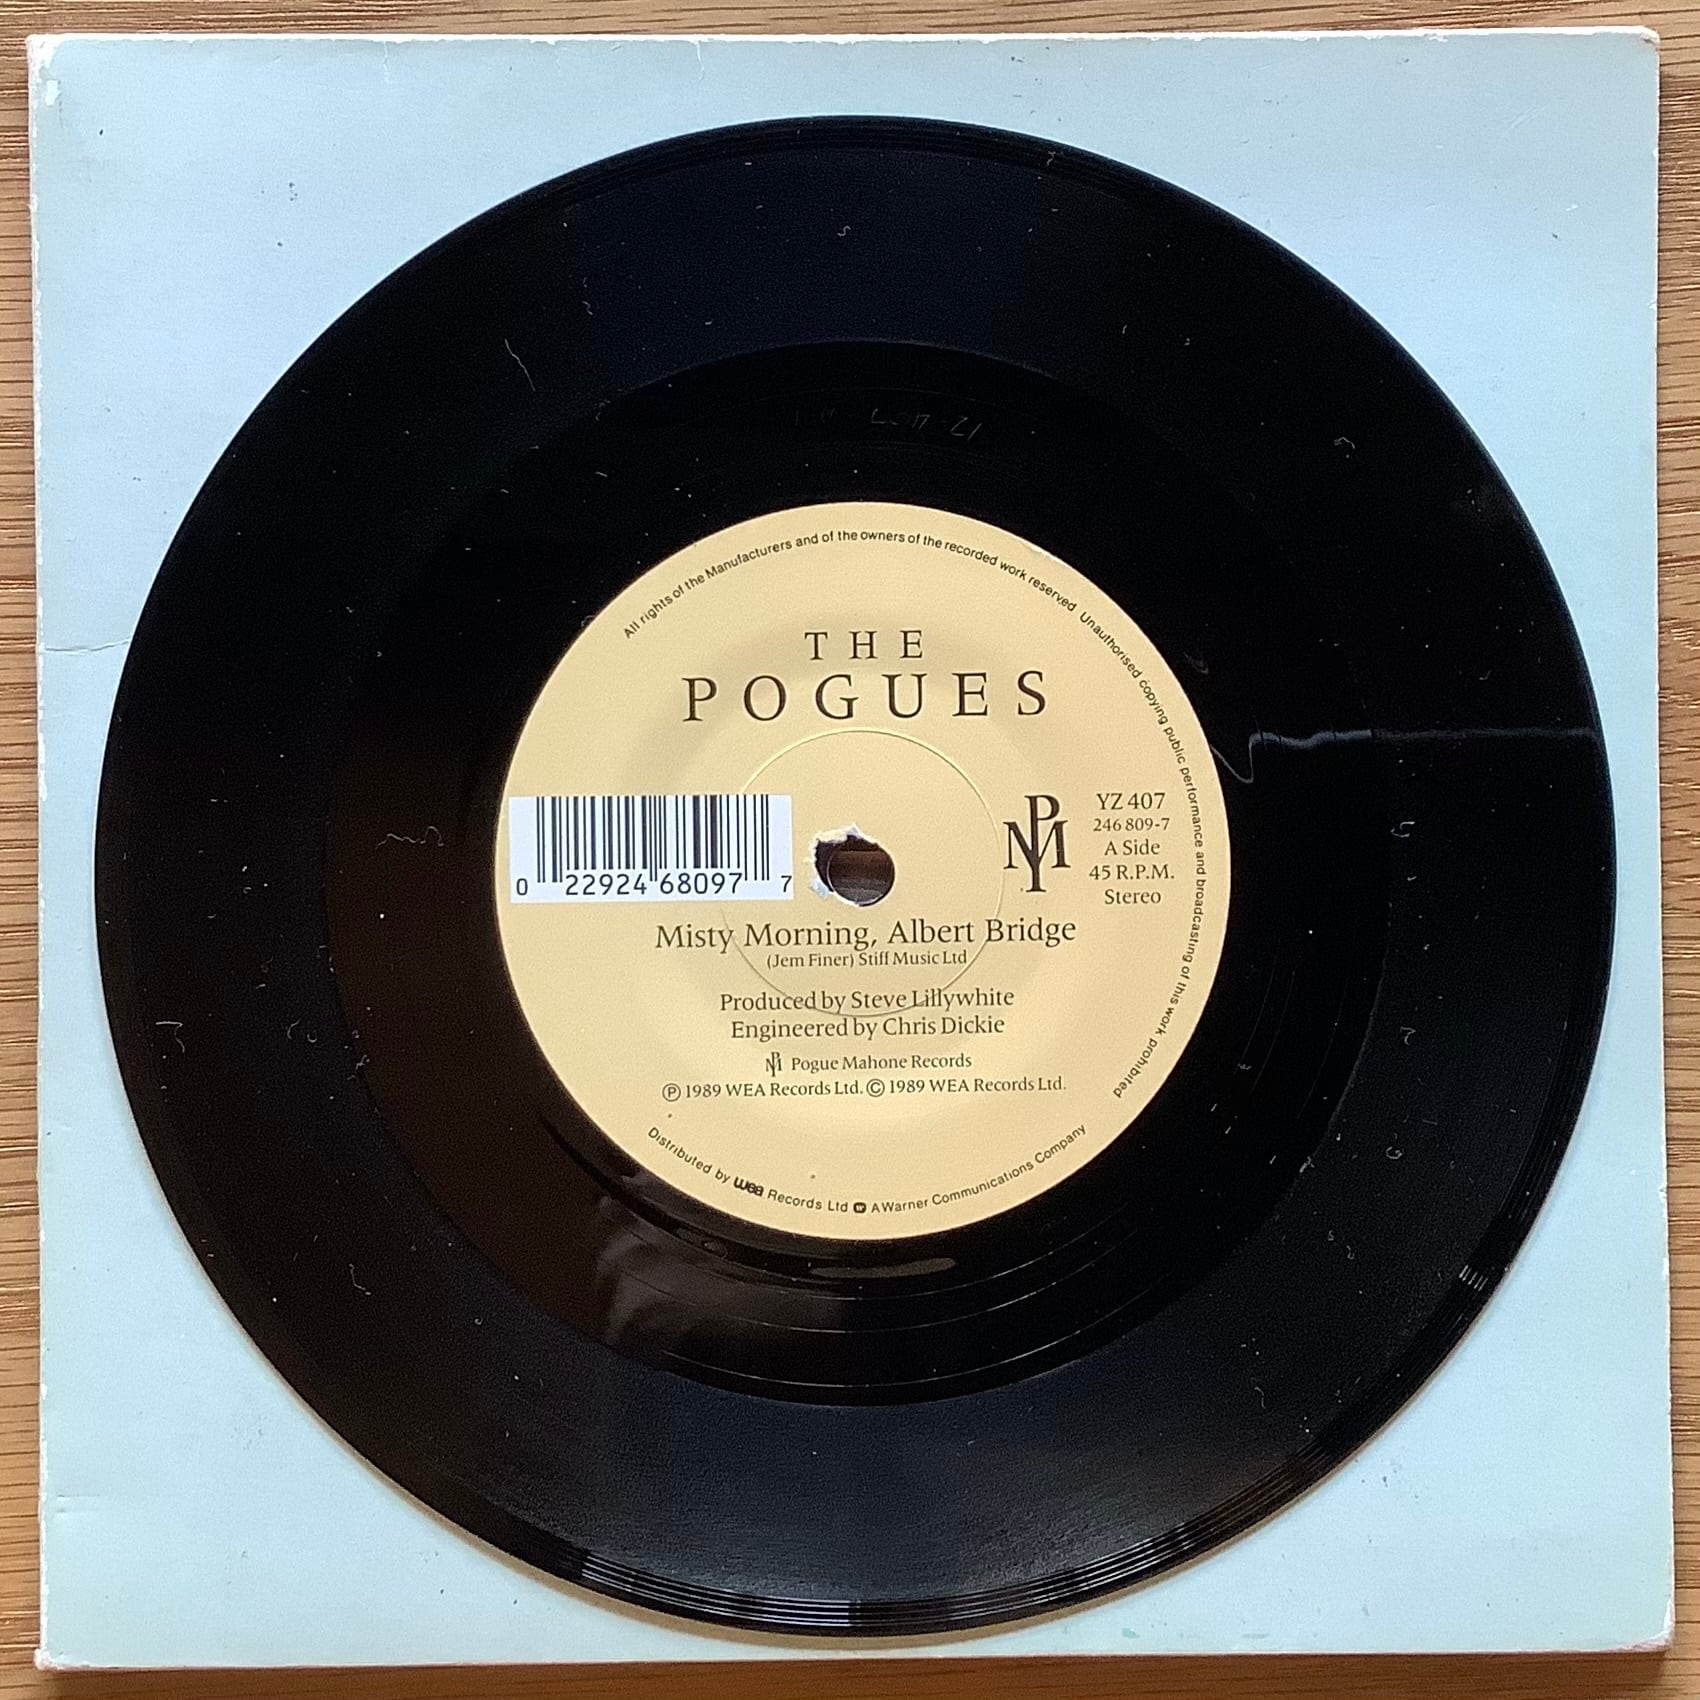 All rights of the Manufacturers and of the owners of the recorded work reserved. Unauthorised copying public performance and broadcasting of this work prohibited
THE
POGUES
PM
YZ 407
246 809-7
A Side
45 R.P.M.
Stereo
0 22924 68097 7
Misty Morning, Albert Bridge
(Jem Finer) Stiff Music Ltd
Produced by Steve Lillywhite
Engineered by Chris Dickie
PM Pogue Mahone Records
Ⓟ 1989 WEA Records Ltd. © 1989 WEA Records Ltd.
Distributed by wea Records Ltd W A Warner Communications Company